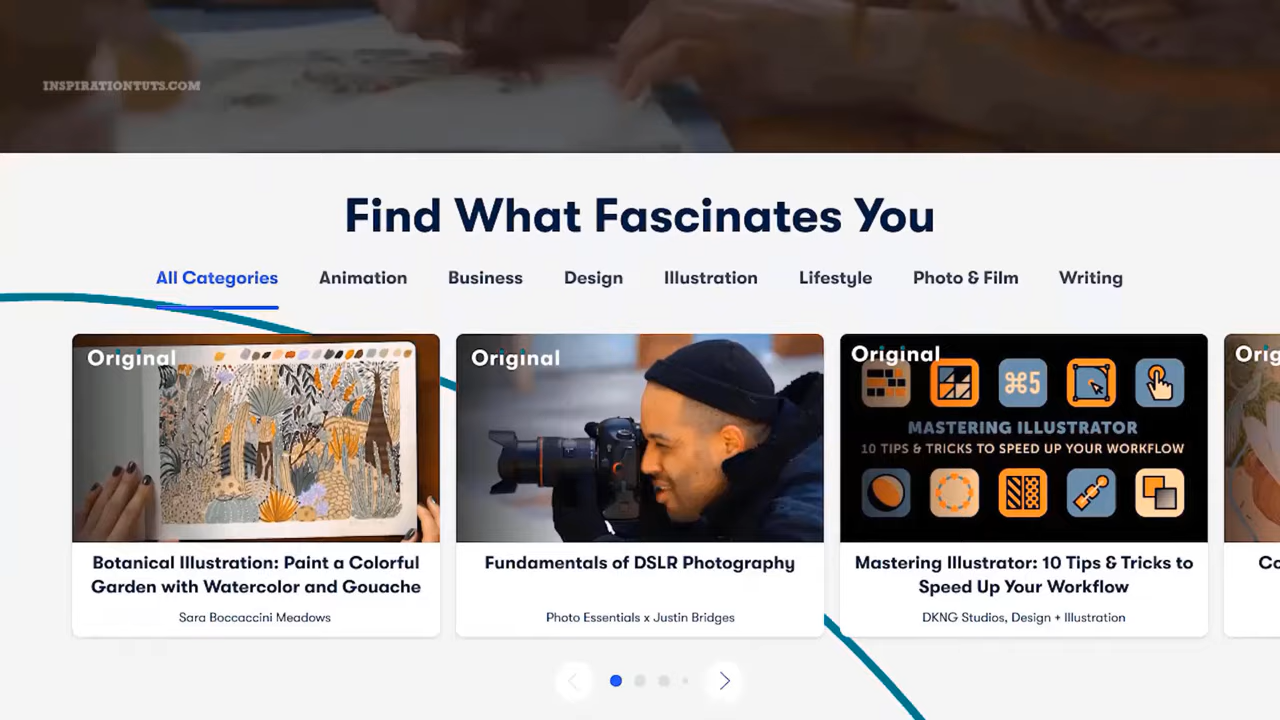 INSPIRATIONTUTS.COM
Find What Fascinates You
All Categories Animation Business Design Illustration Lifestyle Photo & Film Writing
Original
Original
Original
⌘5
MASTERING ILLUSTRATOR
10 TIPS & TRICKS TO SPEED UP YOUR WORKFLOW
Orig
Botanical Illustration: Paint a Colorful
Garden with Watercolor and Gouache
Sara Boccaccini Meadows
Fundamentals of DSLR Photography
Photo Essentials x Justin Bridges
Mastering Illustrator: 10 Tips & Tricks to
Speed Up Your Workflow
DKNG Studios, Design + Illustration
Co